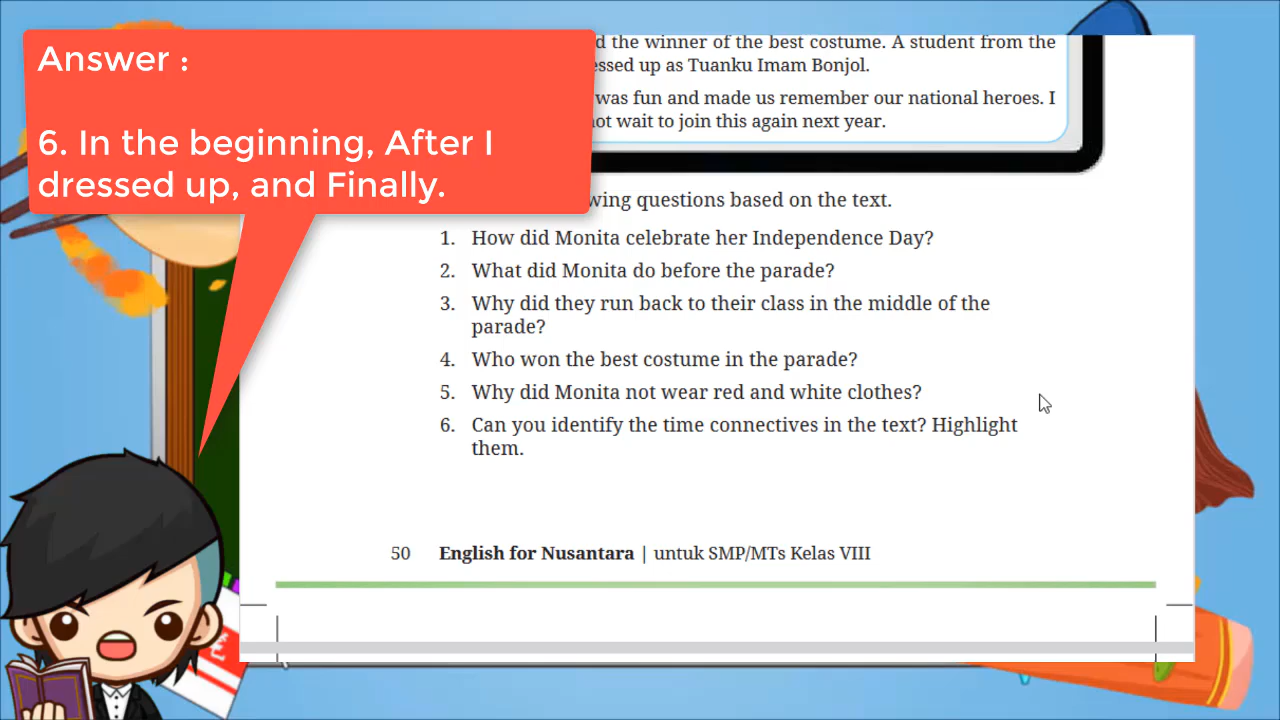 Answer :
6. In the beginning, After I
dressed up, and Finally.
the winner of the best costume. A student from the
essed up as Tuanku Imam Bonjol.
was fun and made us remember our national heroes. I
ot wait to join this again next year.
wing questions based on the text.
1. How did Monita celebrate her Independence Day?
2. What did Monita do before the parade?
3. Why did they run back to their class in the middle of the
parade?
4. Who won the best costume in the parade?
5. Why did Monita not wear red and white clothes?
6. Can you identify the time connectives in the text? Highlight
them.
50 English for Nusantara | untuk SMP/MTs Kelas VIII